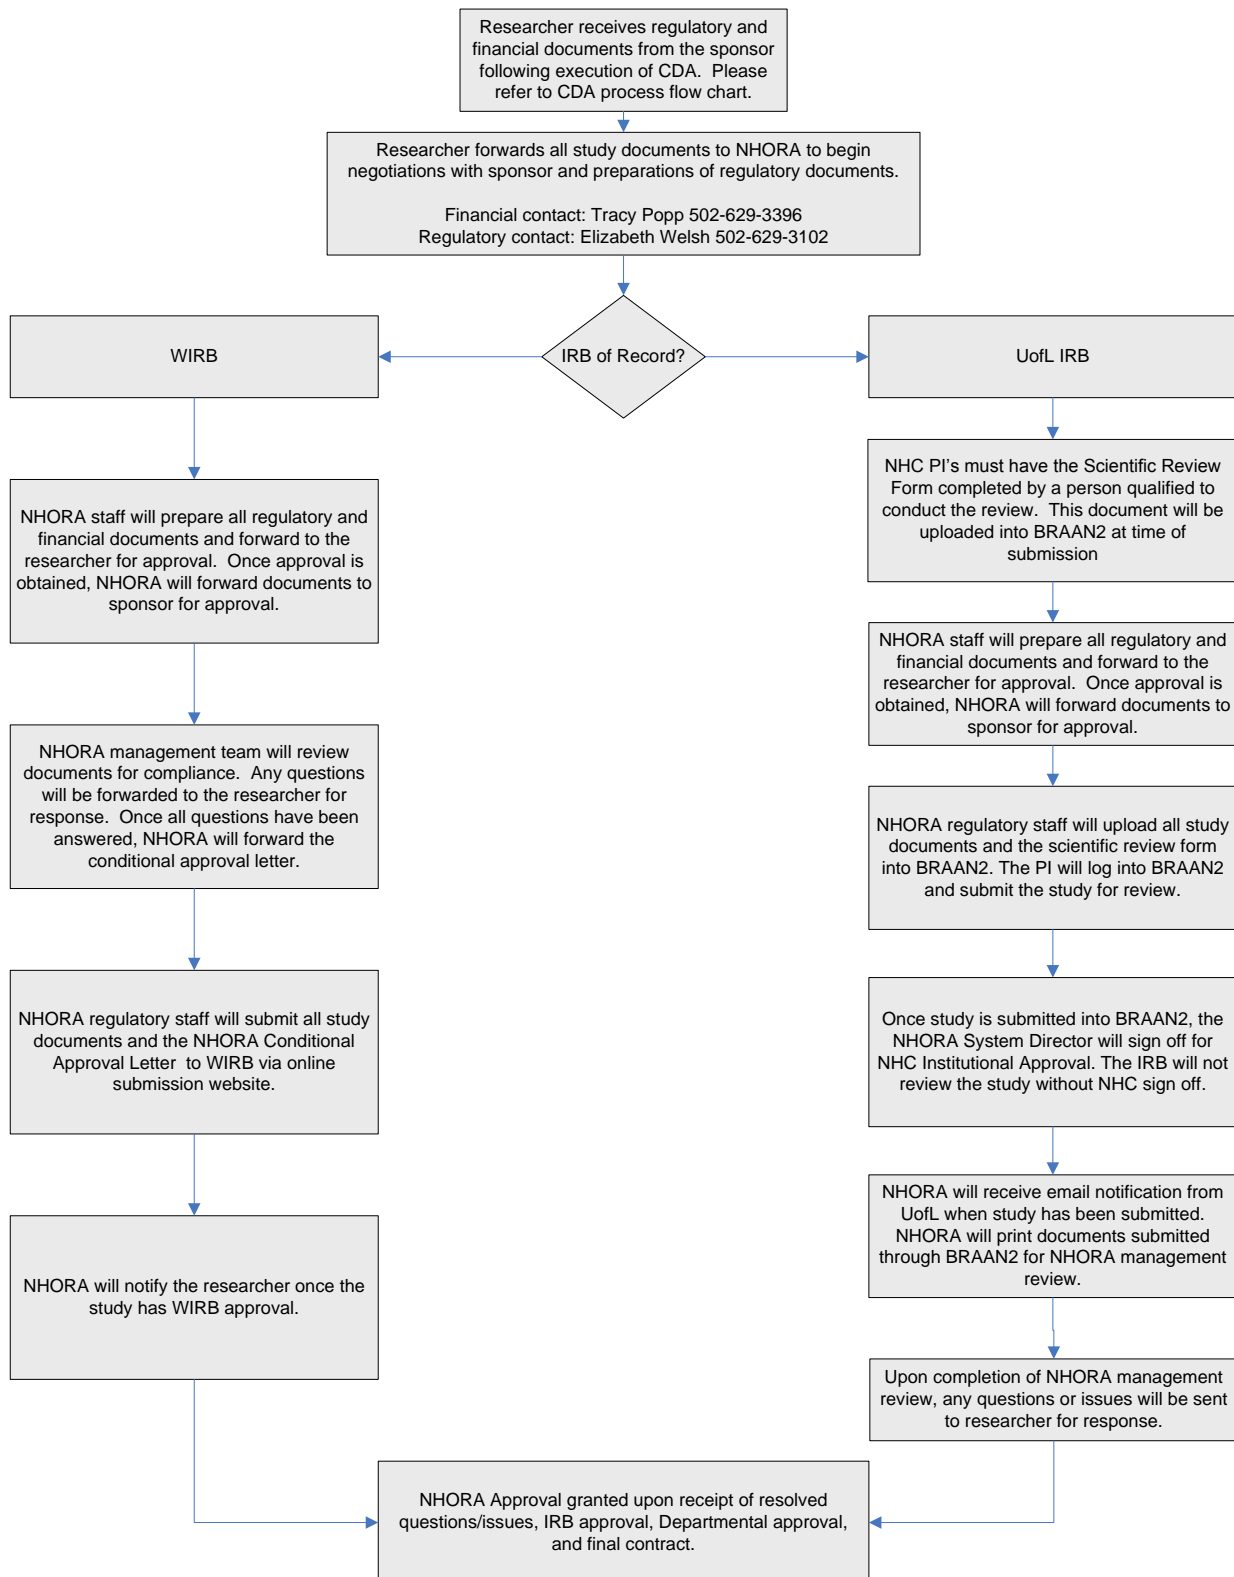 Researcher receives regulatory and
financial documents from the sponsor
following execution of CDA.  Please
refer to CDA process flow chart.
Researcher forwards all study documents to NHORA to begin
negotiations with sponsor and preparations of regulatory documents.
Financial contact: Tracy Popp 502-629-3396
Regulatory contact: Elizabeth Welsh 502-629-3102
IRB of Record?
WIRB
NHORA staff will prepare all regulatory and
financial documents and forward to the
researcher for approval.  Once approval is
obtained, NHORA will forward documents to
sponsor for approval.
NHORA management team will review
documents for compliance.  Any questions
will be forwarded to the researcher for
response.  Once all questions have been
answered, NHORA will forward the
conditional approval letter.
NHORA regulatory staff will submit all study
documents and the NHORA Conditional
Approval Letter  to WIRB via online
submission website.
NHORA will notify the researcher once the
study has WIRB approval.
UofL IRB
NHC PI's must have the Scientific Review
Form completed by a person qualified to
conduct the review.  This document will be
uploaded into BRAAN2 at time of
submission
NHORA staff will prepare all regulatory and
financial documents and forward to the
researcher for approval.  Once approval is
obtained, NHORA will forward documents to
sponsor for approval.
NHORA regulatory staff will upload all study
documents and the scientific review form
into BRAAN2. The PI will log into BRAAN2
and submit the study for review.
Once study is submitted into BRAAN2, the
NHORA System Director will sign off for
NHC Institutional Approval. The IRB will not
review the study without NHC sign off.
NHORA will receive email notification from
UofL when study has been submitted.
NHORA will print documents submitted
through BRAAN2 for NHORA management
review.
Upon completion of NHORA management
review, any questions or issues will be sent
to researcher for response.
NHORA Approval granted upon receipt of resolved
questions/issues, IRB approval, Departmental approval,
and final contract.